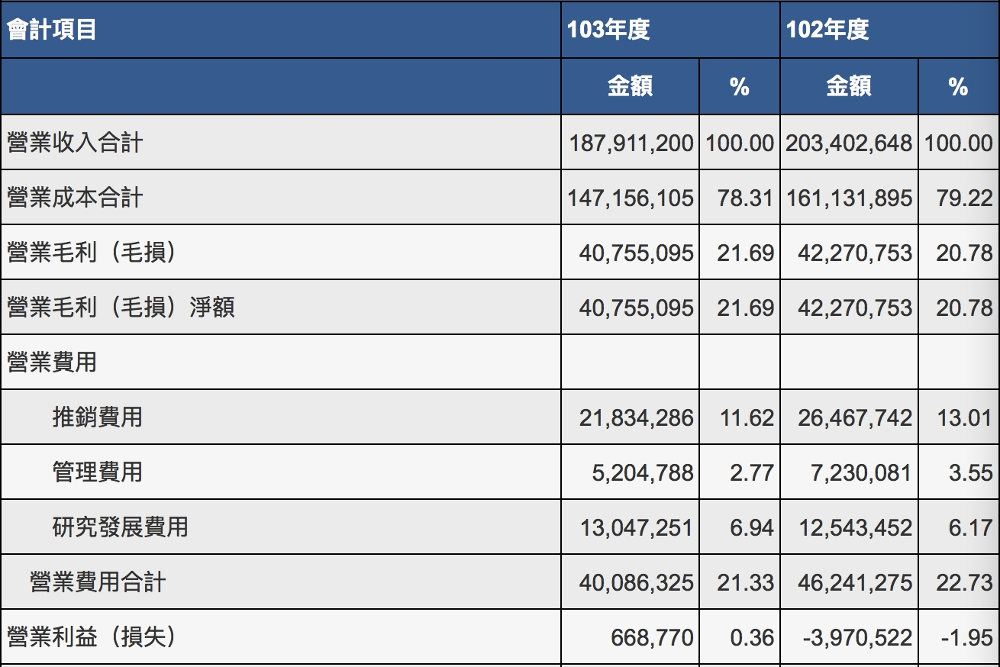 會計項目 103年度 102年度
金額 % 金額 %
營業收入合計 187,911,200 100.00 203,402,648 100.00
營業成本合計 147,156,105 78.31 161,131,895 79.22
營業毛利（毛損） 40,755,095 21.69 42,270,753 20.78
營業毛利（毛損）淨額 40,755,095 21.69 42,270,753 20.78
營業費用
推銷費用 21,834,286 11.62 26,467,742 13.01
管理費用 5,204,788 2.77 7,230,081 3.55
研究發展費用 13,047,251 6.94 12,543,452 6.17
營業費用合計 40,086,325 21.33 46,241,275 22.73
營業利益（損失） 668,770 0.36 -3,970,522 -1.95